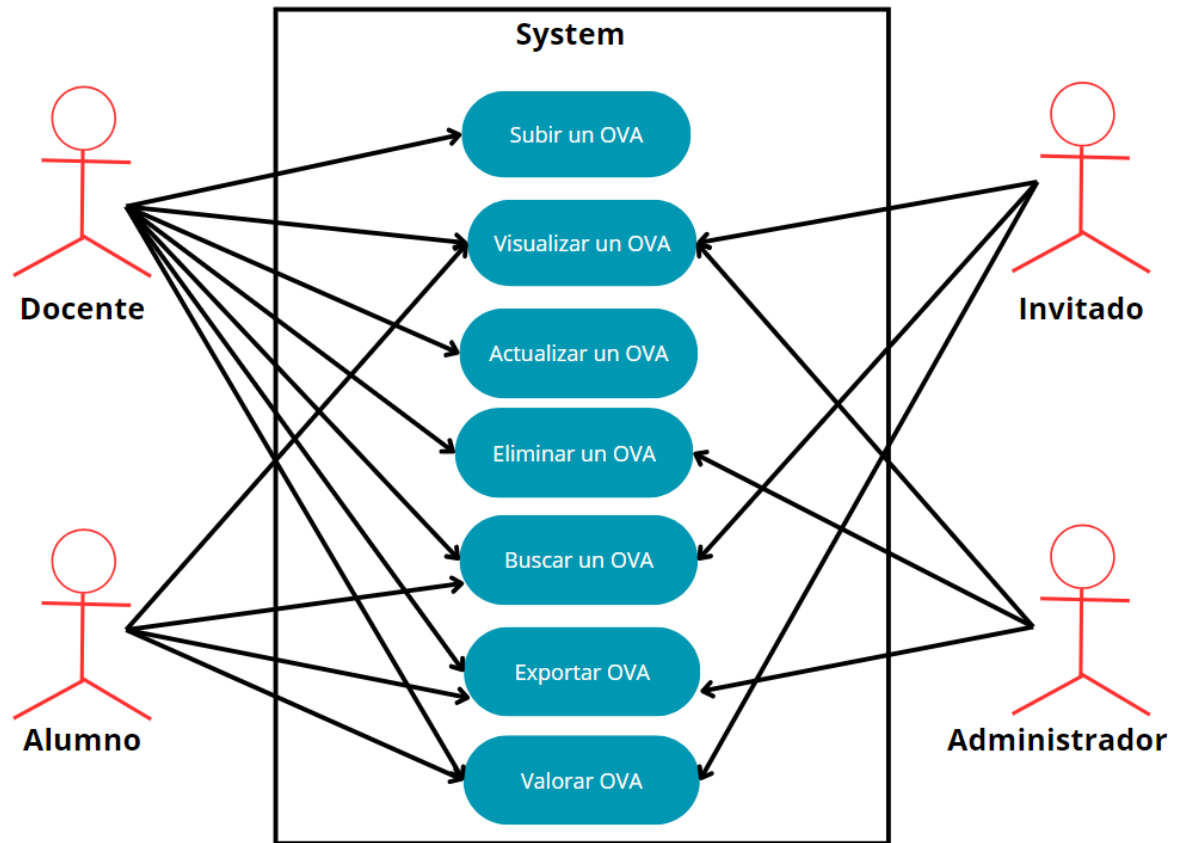 System
Subir un OVA
Visualizar un OVA
Docente
Invitado
Actualizar un OVA
Eliminar un OVA
Buscar un OVA
Exportar OVA
Alumno
Administrador
Valorar OVA